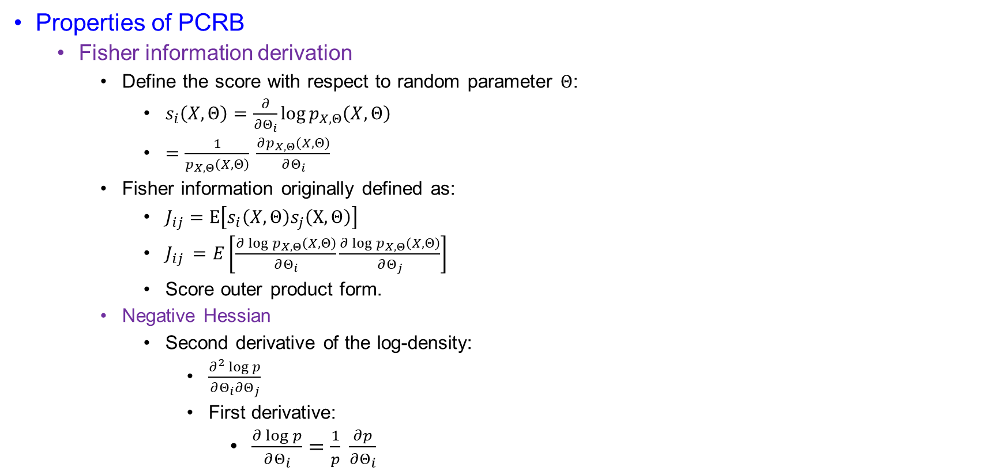 • Properties of PCRB
• Fisher information derivation
• Define the score with respect to random parameter Θ:
• $s_i(X,\Theta) = \frac{\partial}{\partial \Theta_i} \log p_{X,\Theta}(X,\Theta)$
• $= \frac{1}{p_{X,\Theta}(X,\Theta)} \frac{\partial p_{X,\Theta}(X,\Theta)}{\partial \Theta_i}$
• Fisher information originally defined as:
• $J_{ij} = \mathrm{E}[s_i(X,\Theta) s_j(\mathrm{X},\Theta)]$
• $J_{ij} = E\left[\frac{\partial \log p_{X,\Theta}(X,\Theta)}{\partial \Theta_i} \frac{\partial \log p_{X,\Theta}(X,\Theta)}{\partial \Theta_j}\right]$
• Score outer product form.
• Negative Hessian
• Second derivative of the log-density:
• $\frac{\partial^2 \log p}{\partial \Theta_i \partial \Theta_j}$
• First derivative:
• $\frac{\partial \log p}{\partial \Theta_i} = \frac{1}{p} \frac{\partial p}{\partial \Theta_i}$